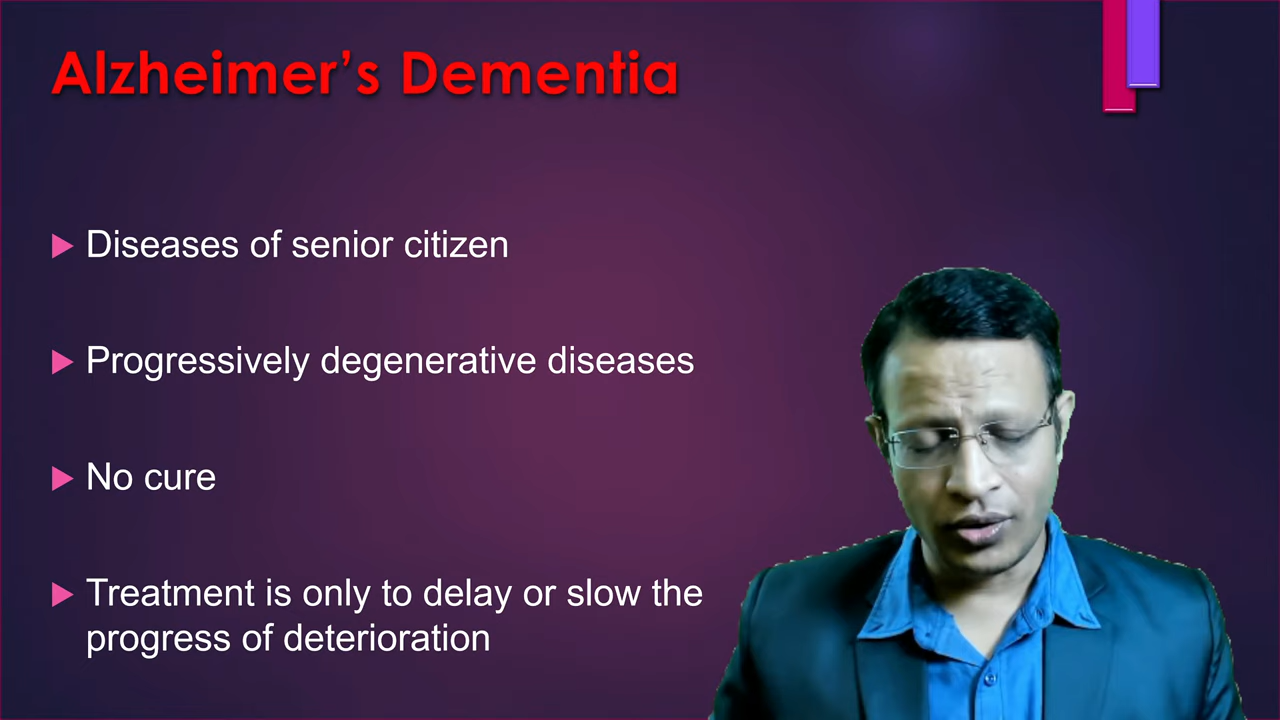 Alzheimer’s Dementia
Diseases of senior citizen
Progressively degenerative diseases
No cure
Treatment is only to delay or slow the
progress of deterioration